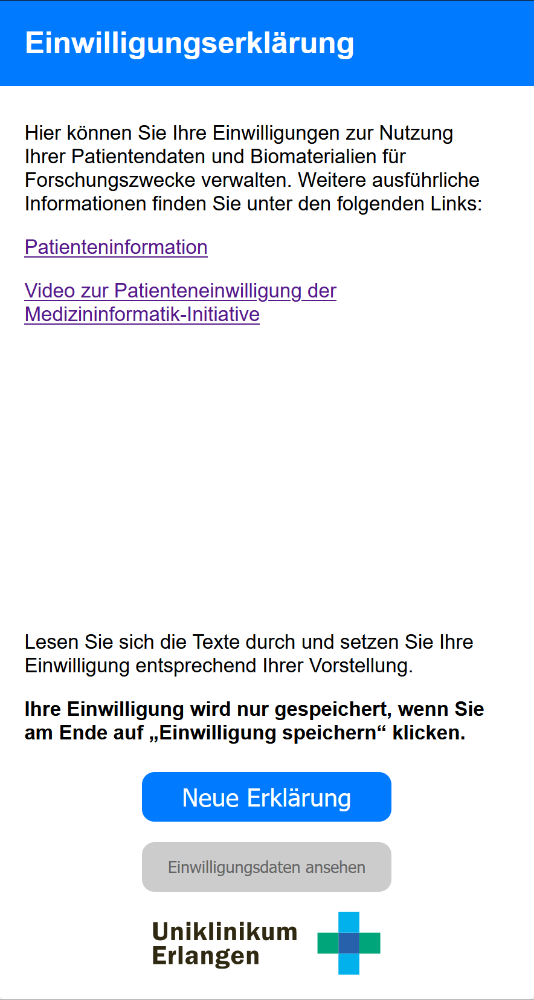 Einwilligungserklärung
Hier können Sie Ihre Einwilligungen zur Nutzung
Ihrer Patientendaten und Biomaterialien für
Forschungszwecke verwalten. Weitere ausführliche
Informationen finden Sie unter den folgenden Links:
Patienteninformation
Video zur Patienteneinwilligung der
Medizininformatik-Initiative
Lesen Sie sich die Texte durch und setzen Sie Ihre
Einwilligung entsprechend Ihrer Vorstellung.
Ihre Einwilligung wird nur gespeichert, wenn Sie
am Ende auf „Einwilligung speichern“ klicken.
Neue Erklärung
Einwilligungsdaten ansehen
Uniklinikum
Erlangen